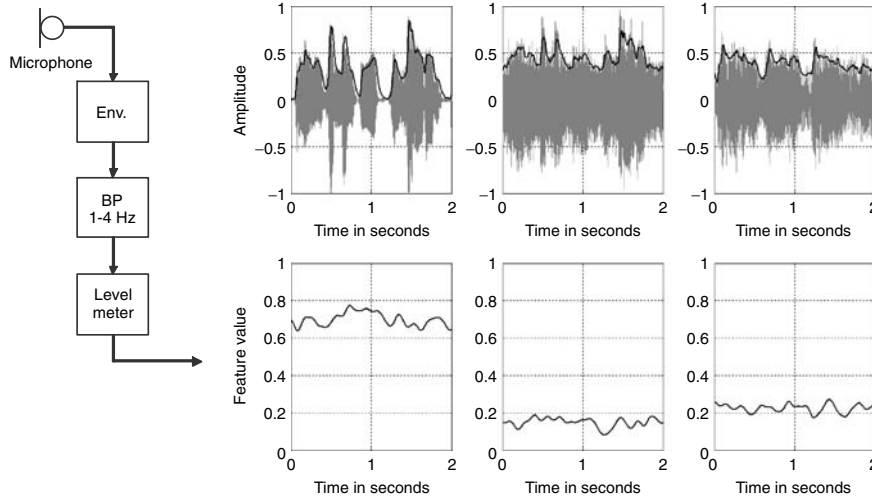 Microphone
Env.
BP
1-4 Hz
Level
meter
Amplitude
1
0.5
0
−0.5
−1
0 1 2
Time in seconds
1
0.5
0
−0.5
−1
0 1 2
Time in seconds
1
0.5
0
−0.5
−1
0 1 2
Time in seconds
Feature value
1
0.8
0.6
0.4
0.2
0
0 1 2
Time in seconds
1
0.8
0.6
0.4
0.2
0
0 1 2
Time in seconds
1
0.8
0.6
0.4
0.2
0
0 1 2
Time in seconds